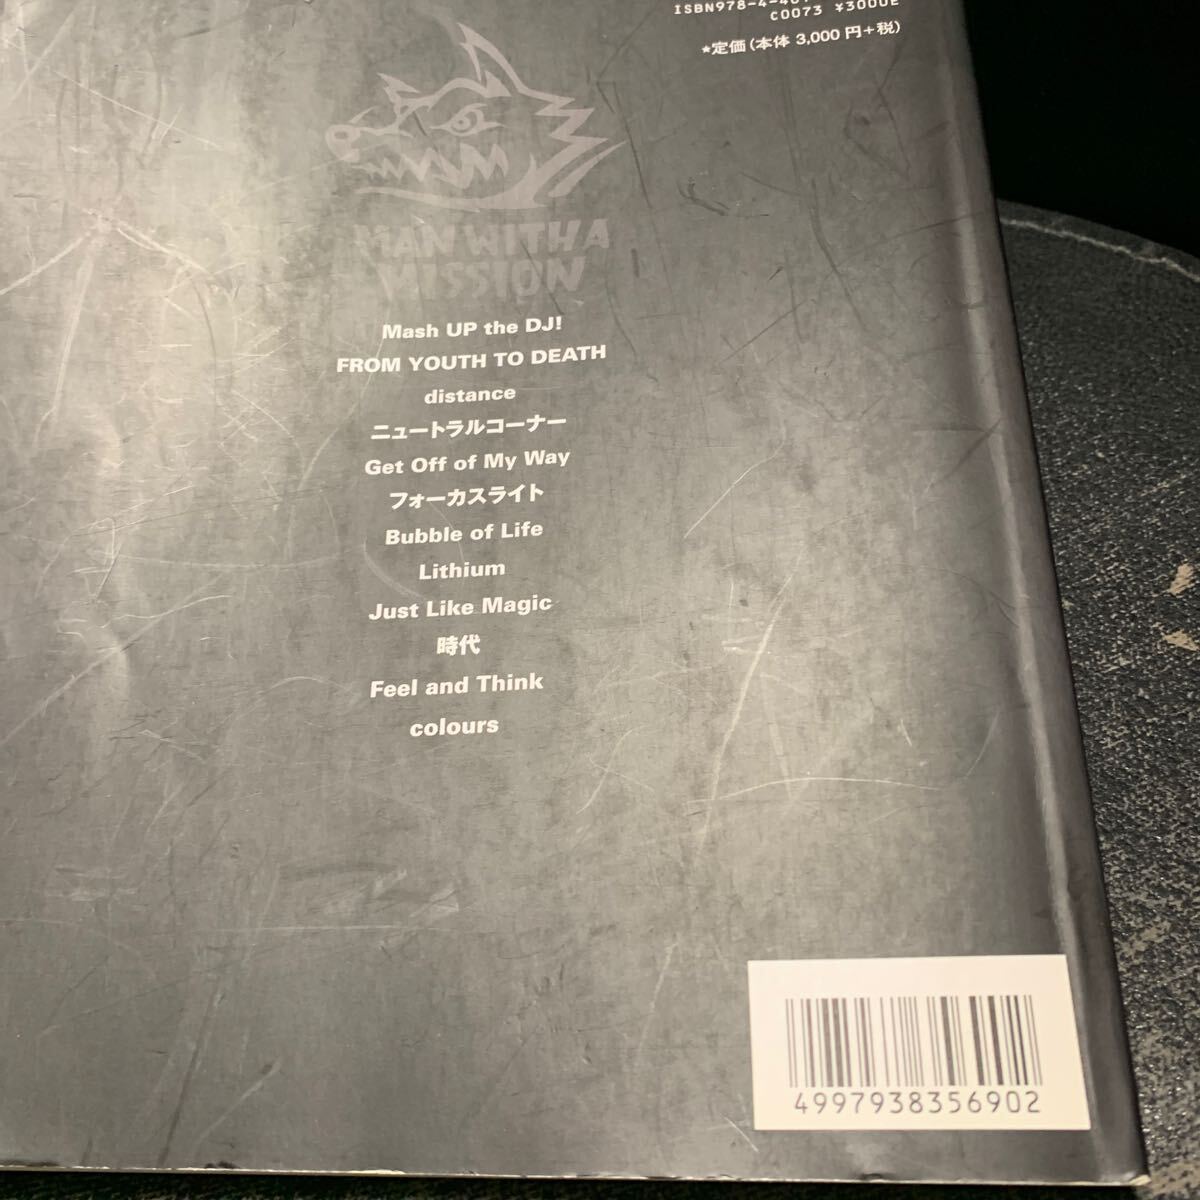 ISBN978-4-
C0073 ¥3000E
★定価(本体 3,000 円+税)
MAN WITH A
MISSION
Mash UP the DJ!
FROM YOUTH TO DEATH
distance
ニュートラルコーナー
Get Off of My Way
フォーカスライト
Bubble of Life
Lithium
Just Like Magic
時代
Feel and Think
colours
4997938356902